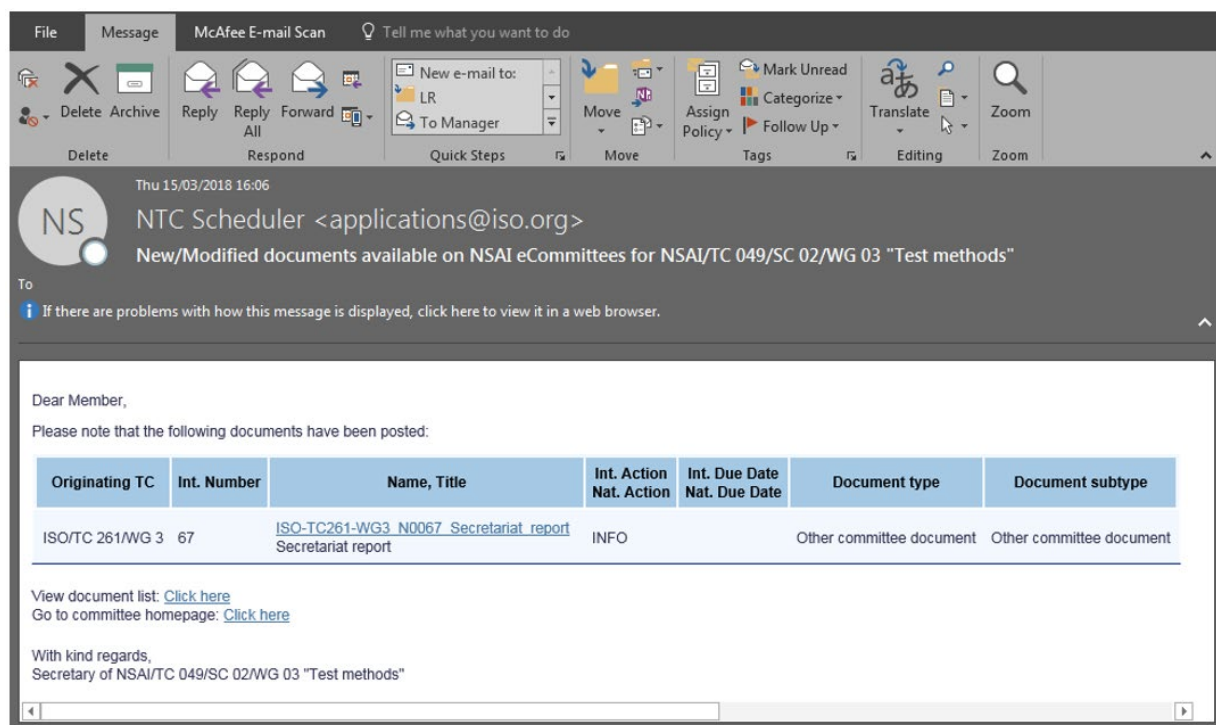 File Message McAfee E-mail Scan Tell me what you want to do
Delete Archive
Reply Reply All Forward
New e-mail to:
LR
To Manager
Move
Assign Policy
Mark Unread
Categorize
Follow Up
Translate
Zoom
Delete Respond Quick Steps Move Tags Editing Zoom
Thu 15/03/2018 16:06
NS
NTC Scheduler <applications@iso.org>
New/Modified documents available on NSAI eCommittees for NSAI/TC 049/SC 02/WG 03 "Test methods"
To
If there are problems with how this message is displayed, click here to view it in a web browser.
Dear Member,
Please note that the following documents have been posted:
Originating TC Int. Number Name, Title Int. Action Nat. Action Int. Due Date Nat. Due Date Document type Document subtype
ISO/TC 261/WG 3 67 ISO-TC261-WG3_N0067_Secretariat_report INFO Other committee document Other committee document
Secretariat report
View document list: Click here
Go to committee homepage: Click here
With kind regards,
Secretary of NSAI/TC 049/SC 02/WG 03 "Test methods"